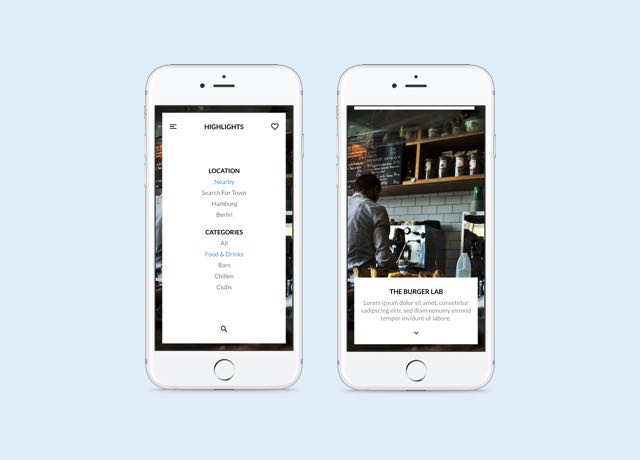 HIGHLIGHTS
LOCATION
Nearby
Search For Town
Hamburg
Berlin
CATEGORIES
All
Food & Drinks
Bars
Chillen
Clubs
THE BURGER LAB
Lorem ipsum dolor sit amet, consetetur
sadipscing elitr, sed diam nonumy eirmod
tempor invidunt ut labore.